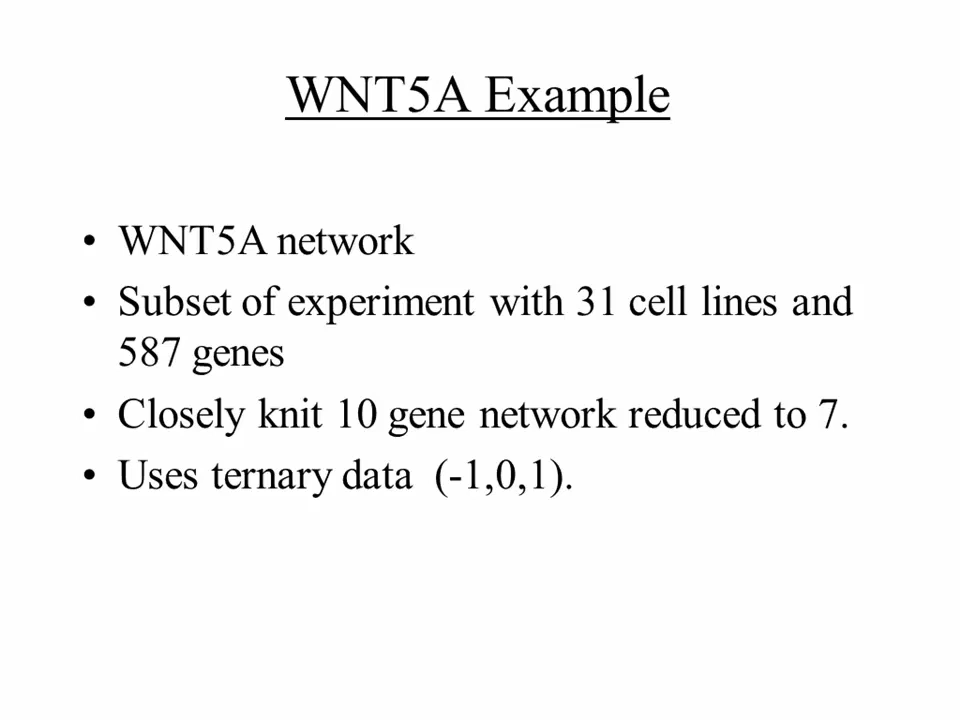 WNT5A Example
• WNT5A network
• Subset of experiment with 31 cell lines and
587 genes
• Closely knit 10 gene network reduced to 7.
• Uses ternary data  (-1,0,1).